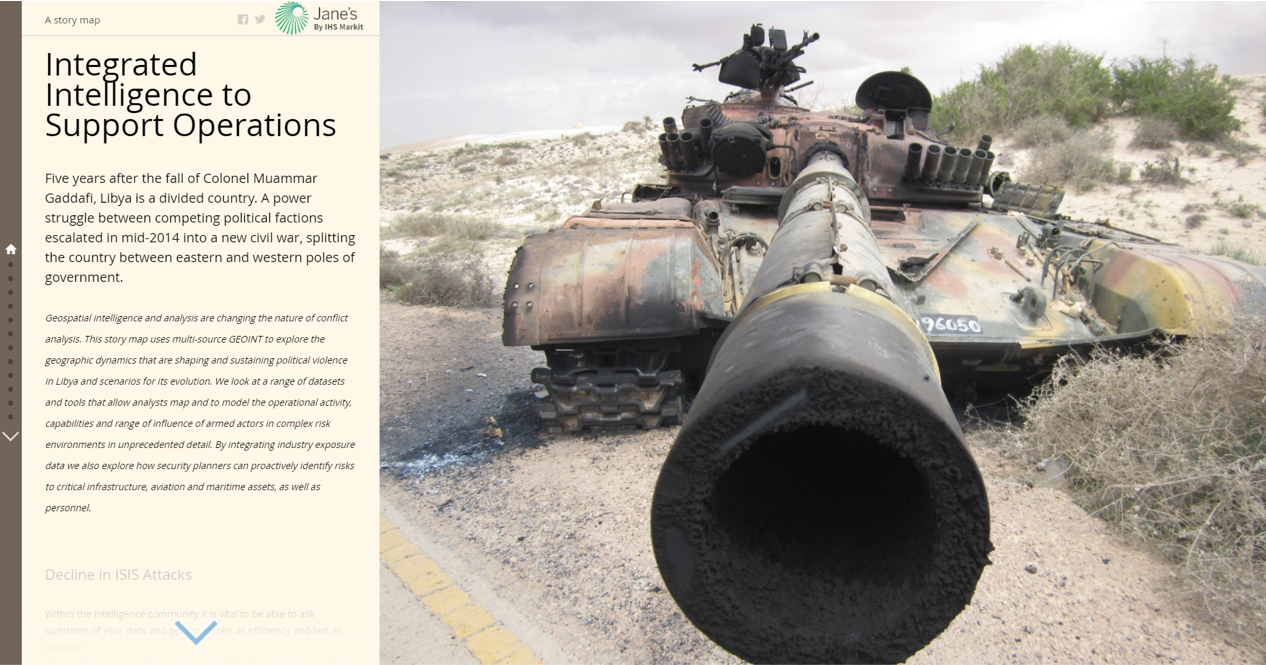 A story map
Jane's
By IHS Markit
Integrated
Intelligence to
Support Operations
Five years after the fall of Colonel Muammar
Gaddafi, Libya is a divided country. A power
struggle between competing political factions
escalated in mid-2014 into a new civil war, splitting
the country between eastern and western poles of
government.
Geospatial intelligence and analysis are changing the nature of conflict
analysis. This story map uses multi-source GEOINT to explore the
geographic dynamics that are shaping and sustaining political violence
in Libya and scenarios for its evolution. We look at a range of datasets
and tools that allow analysts map and to model the operational activity,
capabilities and range of influence of armed actors in complex risk
environments in unprecedented detail. By integrating industry exposure
data we also explore how security planners can proactively identify risks
to critical infrastructure, aviation and maritime assets, as well as
personnel.
Decline in ISIS Attacks
Within the intelligence community it is vital to be able to ask
questions of your data and as efficiency and fast as
96050